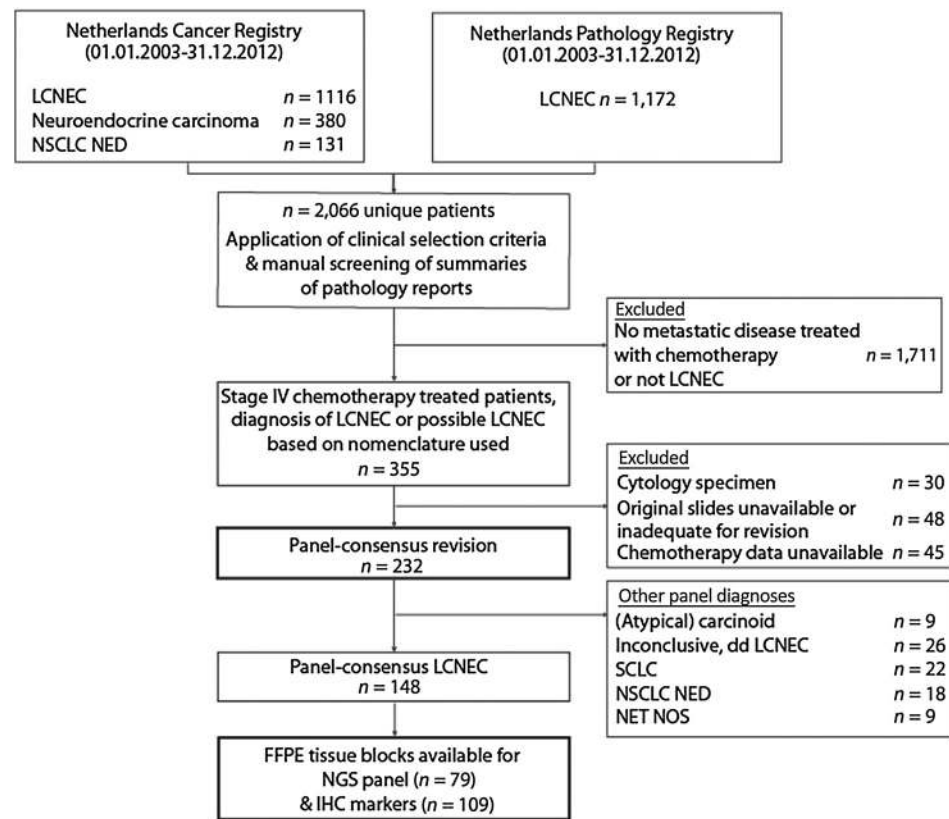 Netherlands Cancer Registry
(01.01.2003-31.12.2012)
LCNEC n = 1116
Neuroendocrine carcinoma n = 380
NSCLC NED n = 131
Netherlands Pathology Registry
(01.01.2003-31.12.2012)
LCNEC n = 1,172
n = 2,066 unique patients
Application of clinical selection criteria
& manual screening of summaries
of pathology reports
Excluded
No metastatic disease treated
with chemotherapy n = 1,711
or not LCNEC
Stage IV chemotherapy treated patients,
diagnosis of LCNEC or possible LCNEC
based on nomenclature used
n = 355
Excluded
Cytology specimen n = 30
Original slides unavailable or
inadequate for revision n = 48
Chemotherapy data unavailable n = 45
Panel-consensus revision
n = 232
Other panel diagnoses
(Atypical) carcinoid n = 9
Inconclusive, dd LCNEC n = 26
SCLC n = 22
NSCLC NED n = 18
NET NOS n = 9
Panel-consensus LCNEC
n = 148
FFPE tissue blocks available for
NGS panel (n = 79)
& IHC markers (n = 109)